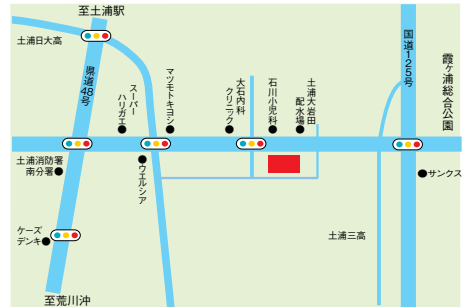 至土浦駅
土浦日大高
県道48号
スーパー
ハリガエ
マツモトキヨシ
大石内科
クリニック
石川小児科
土浦大岩田
配水場
国道125号
霞ヶ浦総合公園
土浦消防署
南分署
ウエルシア
サンクス
ケーズ
デンキ
土浦三高
至荒川沖